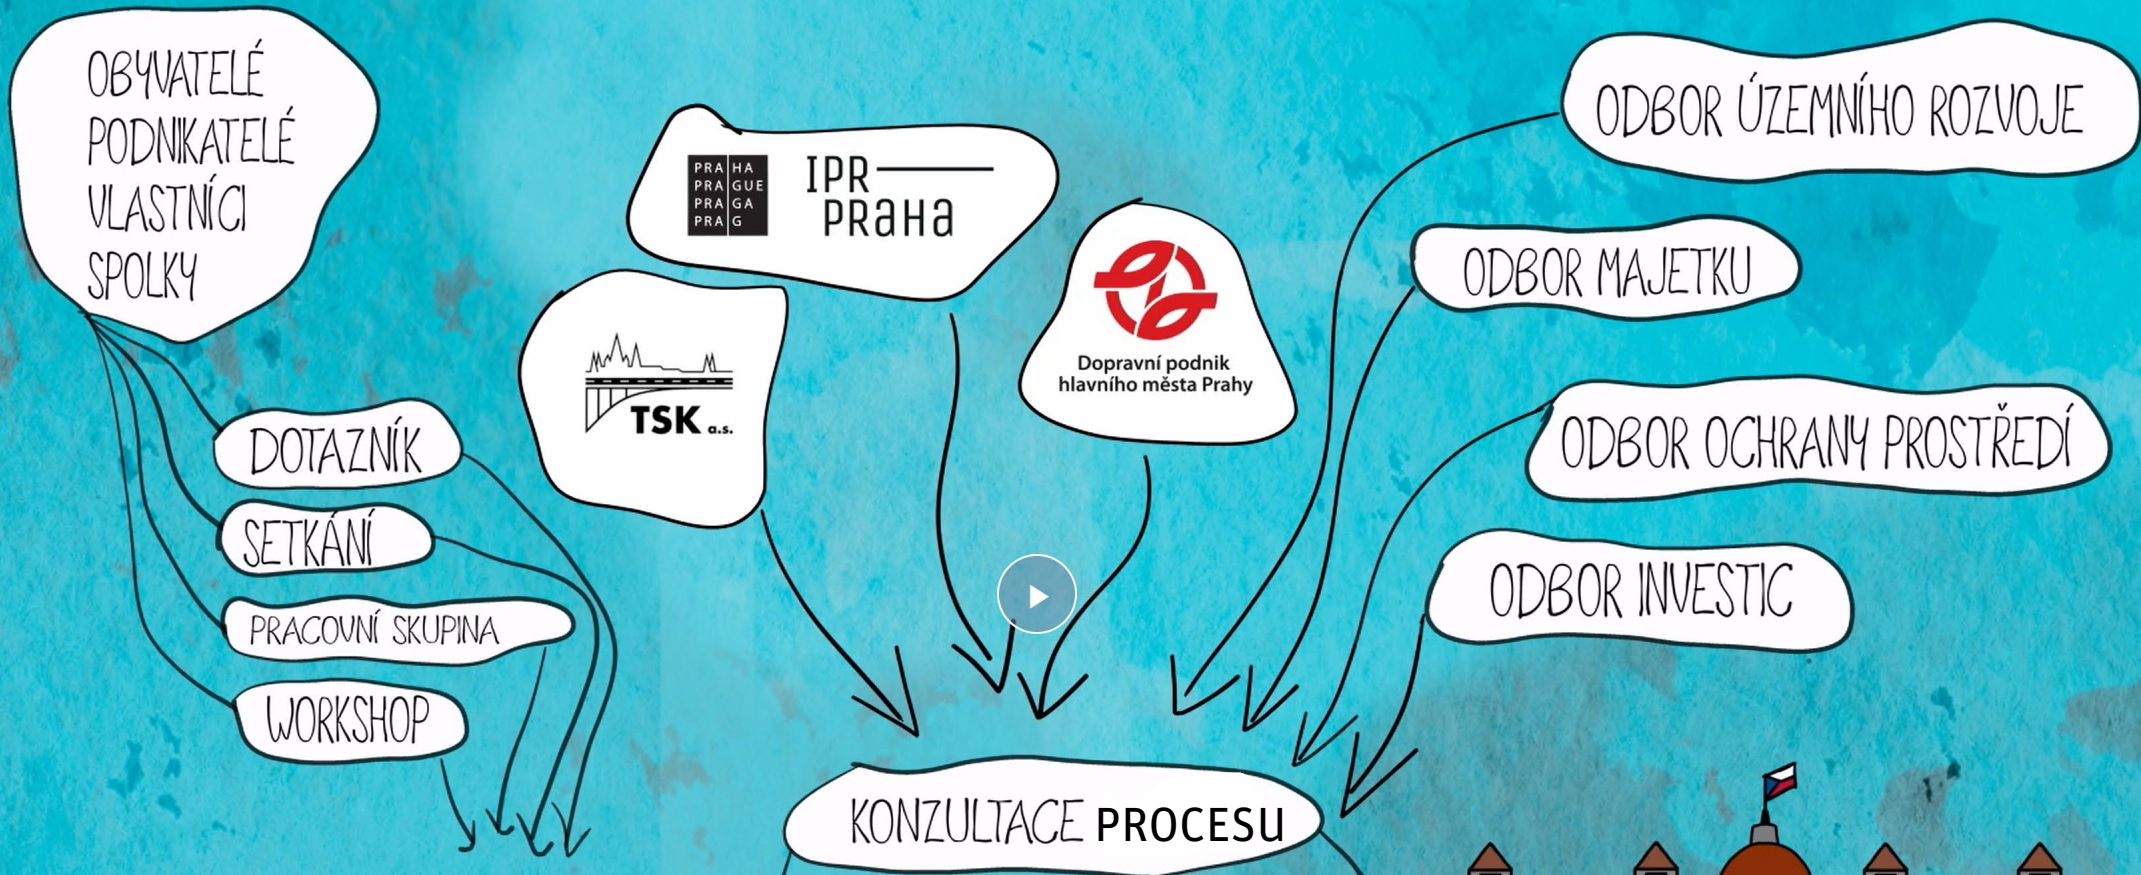 OBYVATELÉ
PODNIKATELÉ
VLASTNÍCI
SPOLKY
DOTAZNÍK
SETKÁNÍ
PRACOVNÍ SKUPINA
WORKSHOP
PRA HA
PRA GUE
PRA GA
PRA G
IPR
PRAHA
TSK a.s.
Dopravní podnik
hlavního města Prahy
ODBOR ÚZEMNÍHO ROZVOJE
ODBOR MAJETKU
ODBOR OCHRANY PROSTŘEDÍ
ODBOR INVESTIC
KONZULTACE PROCESU